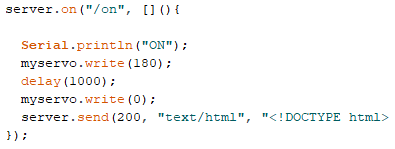 server.on("/on", [](){
Serial.println("ON");
myservo.write(180);
delay(1000);
myservo.write(0);
server.send(200, "text/html", "<!DOCTYPE html>
});